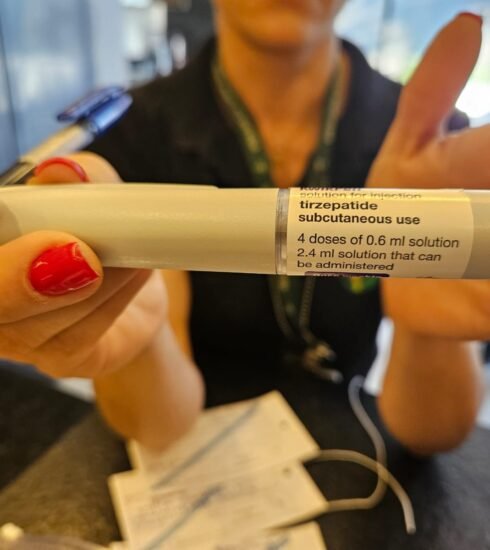 KwikPen
solution for injection
tirzepatide
subcutaneous use
4 doses of 0.6 ml solution
2.4 ml solution that can
be administered